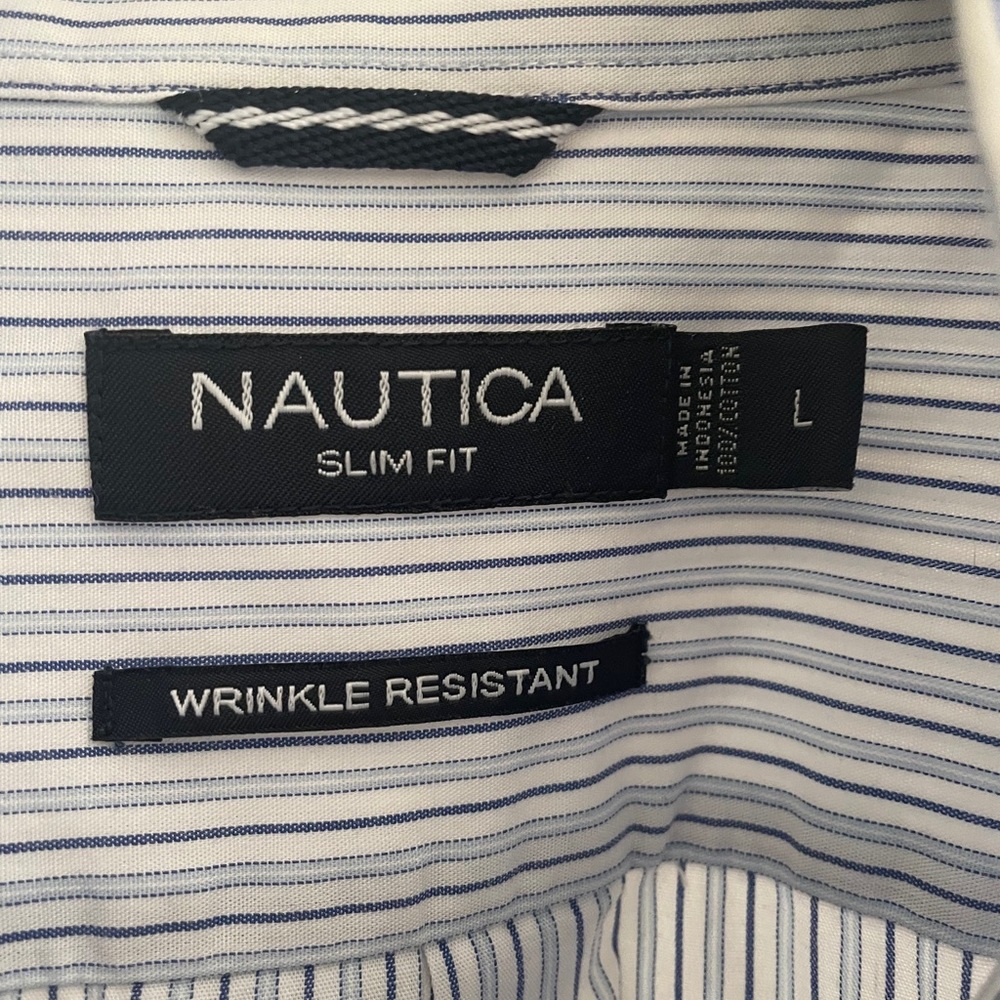 NAUTICA
SLIM FIT
MADE IN
INDONESIA
100% COTTON
L
WRINKLE RESISTANT